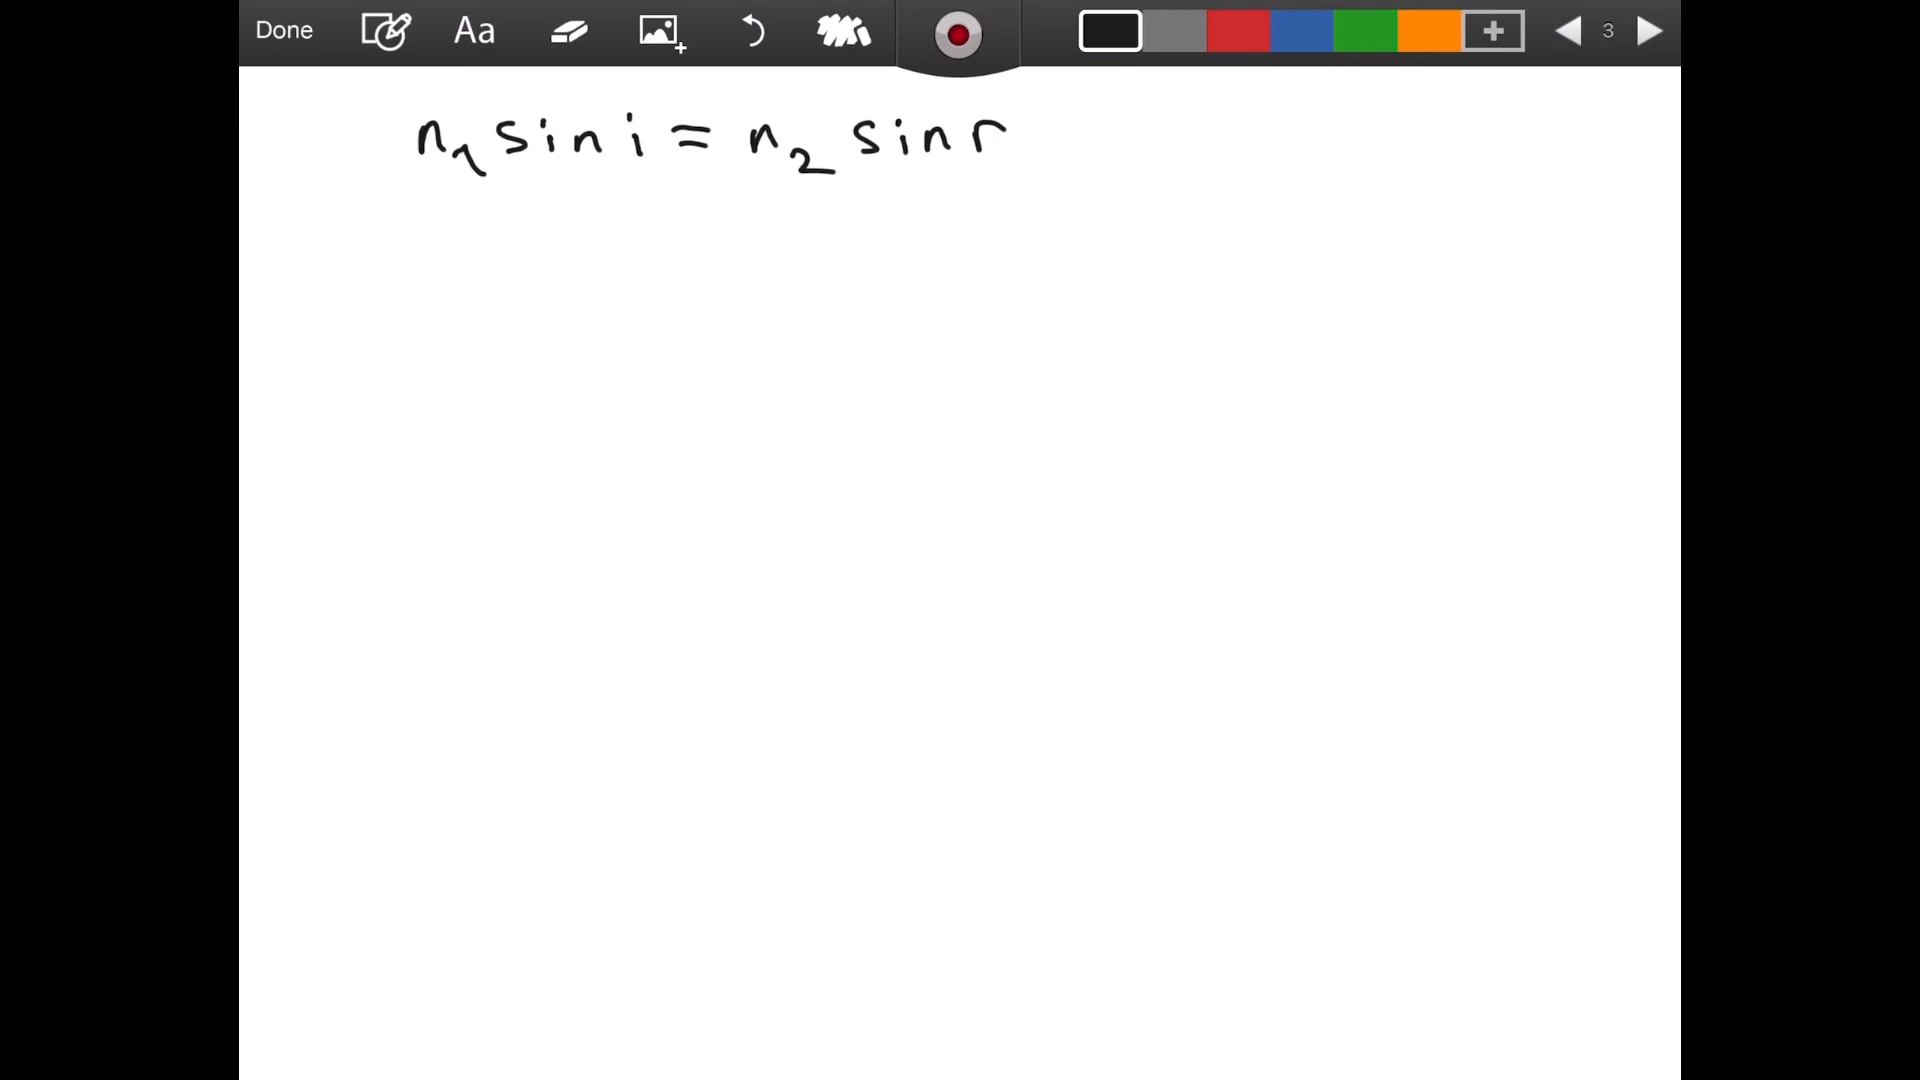 Done Aa 3
n₁ sin i = n₂ sin r